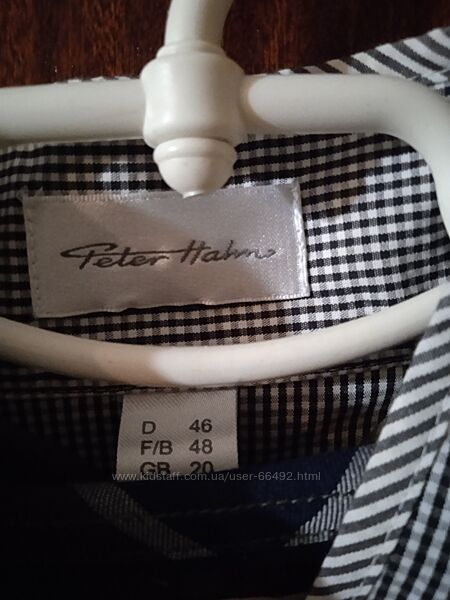 Peter Hahn
D 46
F/B 48
GB 20
www.kidstaff.com.ua/user-66492.html